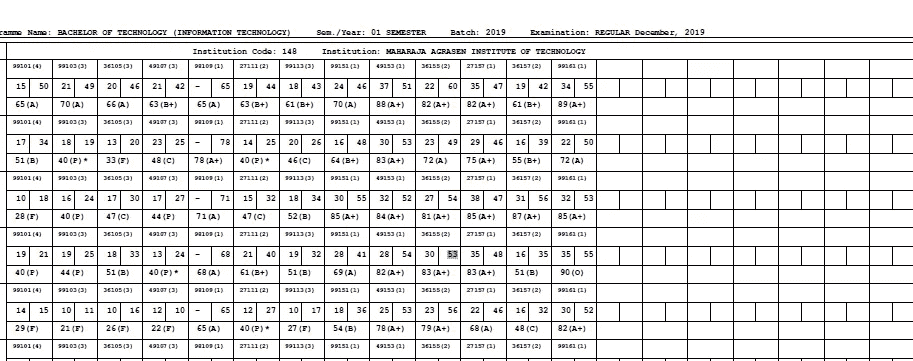 ramme Name: BACHELOR OF TECHNOLOGY (INFORMATION TECHNOLOGY) Sem./Year: 01 SEMESTER Batch: 2019 Examination: REGULAR December, 2019
Institution Code: 148 Institution: MAHARAJA AGRASEN INSTITUTE OF TECHNOLOGY
99101(4) 99103(3) 36105(3) 49107(3) 98109(1) 27111(2) 99113(3) 99151(1) 49153(1) 36155(2) 27157(1) 36157(2) 99161(1)
15 50 21 49 20 46 21 42 - 65 19 44 18 43 24 46 37 51 22 60 35 47 19 42 34 55
65(A) 70(A) 66(A) 63(B+) 65(A) 63(B+) 61(B+) 70(A) 88(A+) 82(A+) 82(A+) 61(B+) 89(A+)
99101(4) 99103(3) 36105(3) 49107(3) 98109(1) 27111(2) 99113(3) 99151(1) 49153(1) 36155(2) 27157(1) 36157(2) 99161(1)
17 34 18 19 13 20 23 25 - 78 14 25 20 26 16 48 30 53 23 49 29 46 16 39 22 50
51(B) 40(P)* 33(F) 48(C) 78(A+) 40(P)* 46(C) 64(B+) 83(A+) 72(A) 75(A+) 55(B+) 72(A)
99101(4) 99103(3) 36105(3) 49107(3) 98109(1) 27111(2) 99113(3) 99151(1) 49153(1) 36155(2) 27157(1) 36157(2) 99161(1)
10 18 16 24 17 30 17 27 - 71 15 32 18 34 30 55 32 52 27 54 38 47 31 56 32 53
28(F) 40(P) 47(C) 44(P) 71(A) 47(C) 52(B) 85(A+) 84(A+) 81(A+) 85(A+) 87(A+) 85(A+)
99101(4) 99103(3) 36105(3) 49107(3) 98109(1) 27111(2) 99113(3) 99151(1) 49153(1) 36155(2) 27157(1) 36157(2) 99161(1)
19 21 19 25 18 33 13 24 - 68 21 40 19 32 28 41 28 54 30 53 35 48 16 35 35 55
40(P) 44(P) 51(B) 40(P)* 68(A) 61(B+) 51(B) 69(A) 82(A+) 83(A+) 83(A+) 51(B) 90(O)
99101(4) 99103(3) 36105(3) 49107(3) 98109(1) 27111(2) 99113(3) 99151(1) 49153(1) 36155(2) 27157(1) 36157(2) 99161(1)
14 15 10 11 10 16 12 10 - 65 12 27 10 17 18 36 25 53 23 56 22 46 16 32 30 52
29(F) 21(F) 26(F) 22(F) 65(A) 40(P)* 27(F) 54(B) 78(A+) 79(A+) 68(A) 48(C) 82(A+)
99101(4) 99103(3) 36105(3) 49107(3) 98109(1) 27111(2) 99113(3) 99151(1) 49153(1) 36155(2) 27157(1) 36157(2) 99161(1)